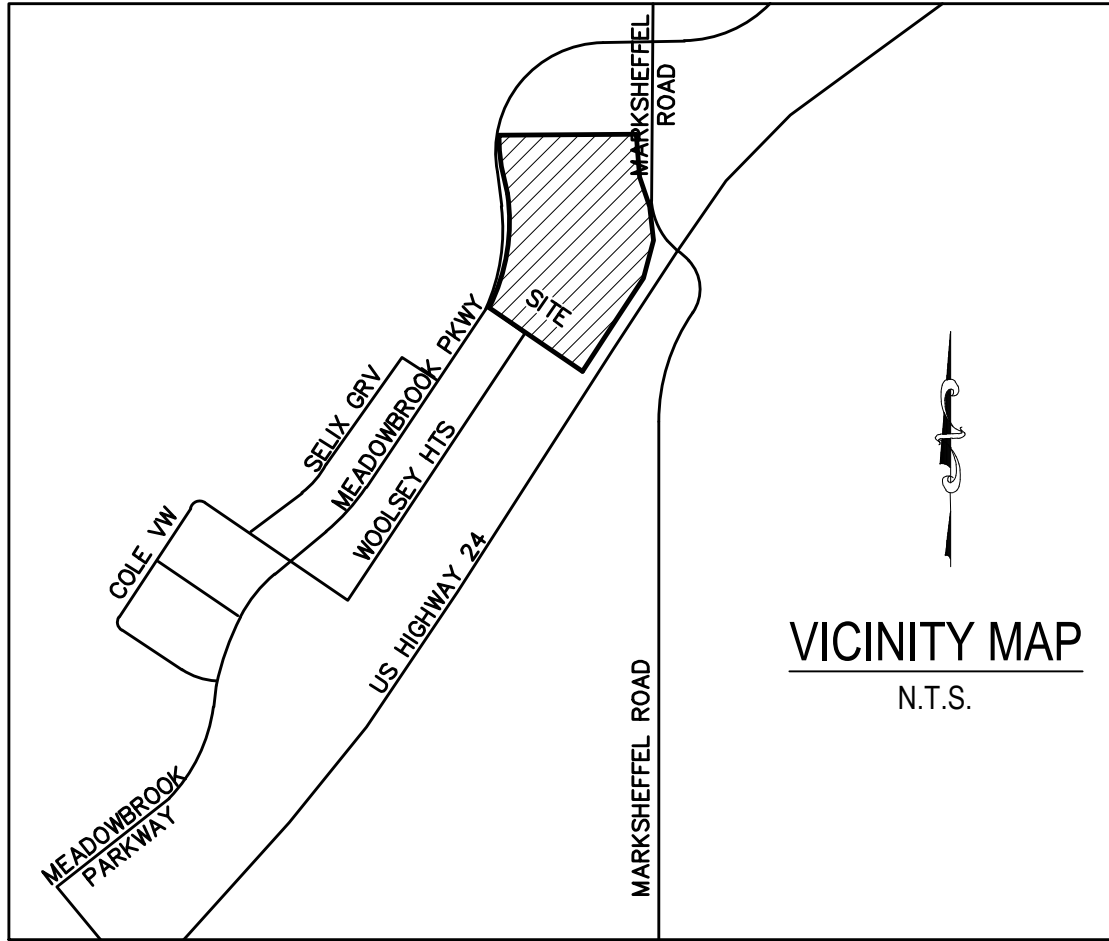 MARKSHEFFEL
ROAD
SITE
MEADOWBROOK PKWY
SELIX GRV
WOOLSEY HTS
COLE VW
US HIGHWAY 24
VICINITY MAP
N.T.S.
MARKSHEFFEL ROAD
MEADOWBROOK
PARKWAY